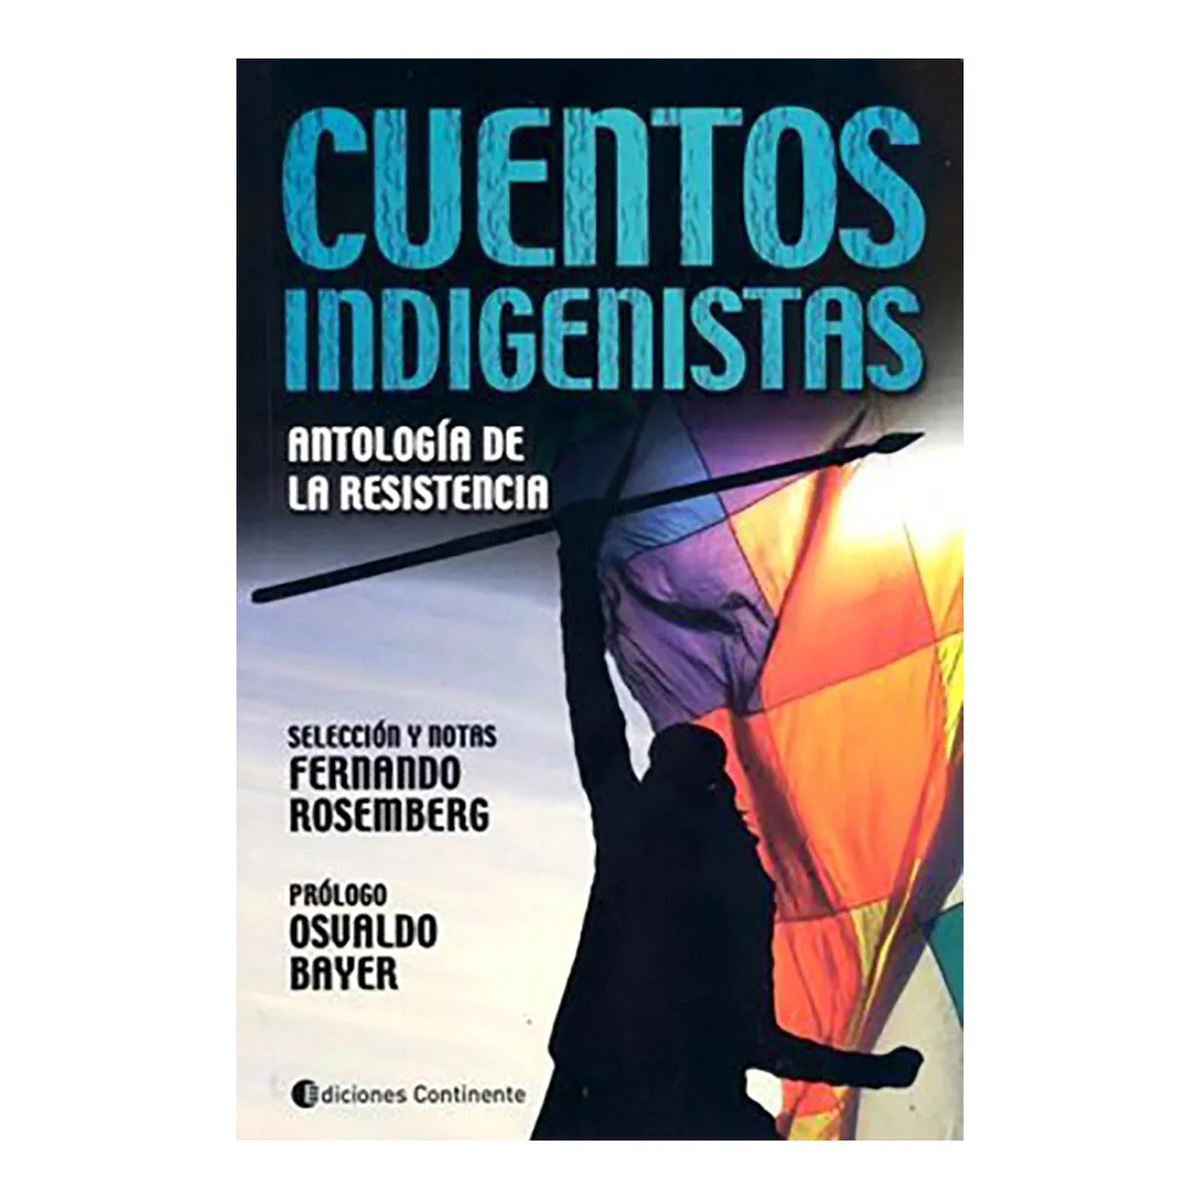 CUENTOS
INDIGENISTAS
ANTOLOGÍA DE
LA RESISTENCIA
SELECCIÓN Y NOTAS
FERNANDO
ROSEMBERG
PRÓLOGO
OSVALDO
BAYER
Ediciones Continente